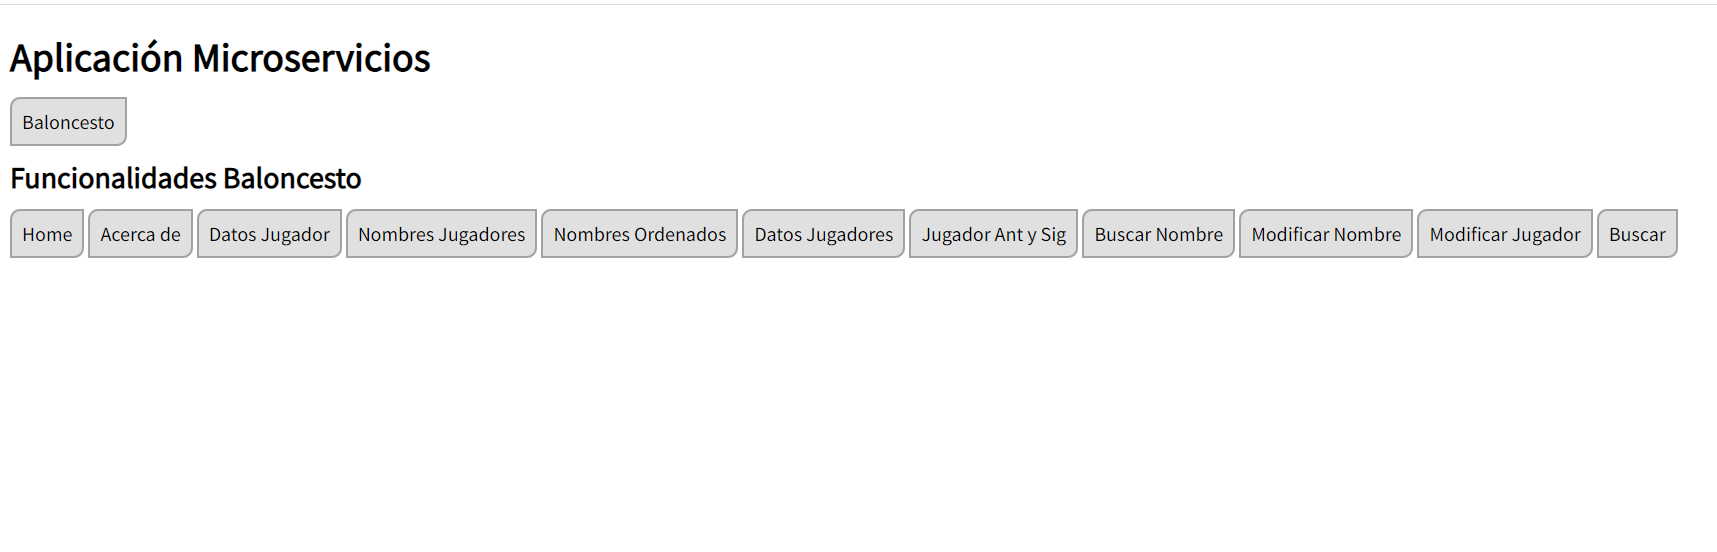 Aplicación Microservicios
Baloncesto
Funcionalidades Baloncesto
Home Acerca de Datos Jugador Nombres Jugadores Nombres Ordenados Datos Jugadores Jugador Ant y Sig Buscar Nombre Modificar Nombre Modificar Jugador Buscar